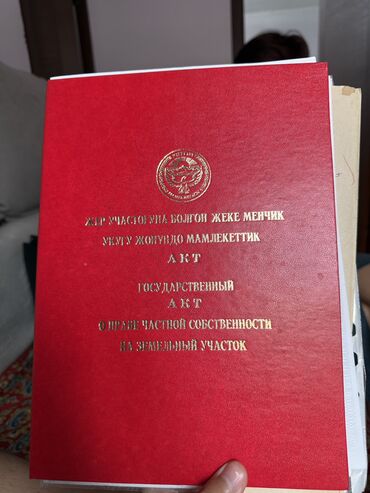 ЖЕР УЧАСТОГУНА БОЛГОН ЖЕКЕ МЕНЧИК
УКУГУ ЖӨНҮНДӨ МАМЛЕКЕТТИК
АКТ
ГОСУДАРСТВЕННЫЙ
АКТ
О ПРАВЕ ЧАСТНОЙ СОБСТВЕННОСТИ
НА ЗЕМЕЛЬНЫЙ УЧАСТОК